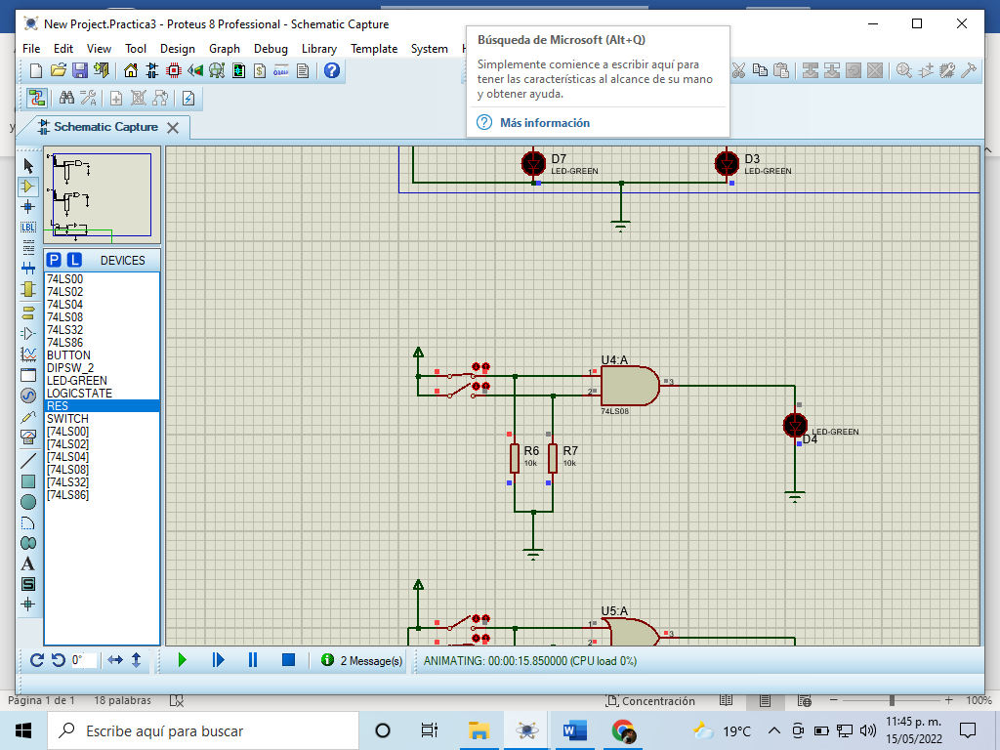 New Project.Practica3 - Proteus 8 Professional - Schematic Capture
File Edit View Tool Design Graph Debug Library Template System
Búsqueda de Microsoft (Alt+Q)
Simplemente comience a escribir aquí para
tener las características al alcance de su mano
y obtener ayuda.
Más información
Schematic Capture
D7
LED-GREEN
D3
LED-GREEN
P L DEVICES
74LS00
74LS02
74LS04
74LS08
74LS32
74LS86
BUTTON
DIPSW_2
LED-GREEN
LOGICSTATE
RES
SWITCH
[74LS00]
[74LS02]
[74LS04]
[74LS08]
[74LS32]
[74LS86]
LBL
A
S
U4:A
1
2
3
74LS08
LED-GREEN
D4
R6
10k
R7
10k
U5:A
1
2
3
0°
2 Message(s)
ANIMATING: 00:00:15.850000 (CPU load 0%)
Página 1 de 1 18 palabras
Concentración
100%
Escribe aquí para buscar
19°C
11:45 p. m.
15/05/2022